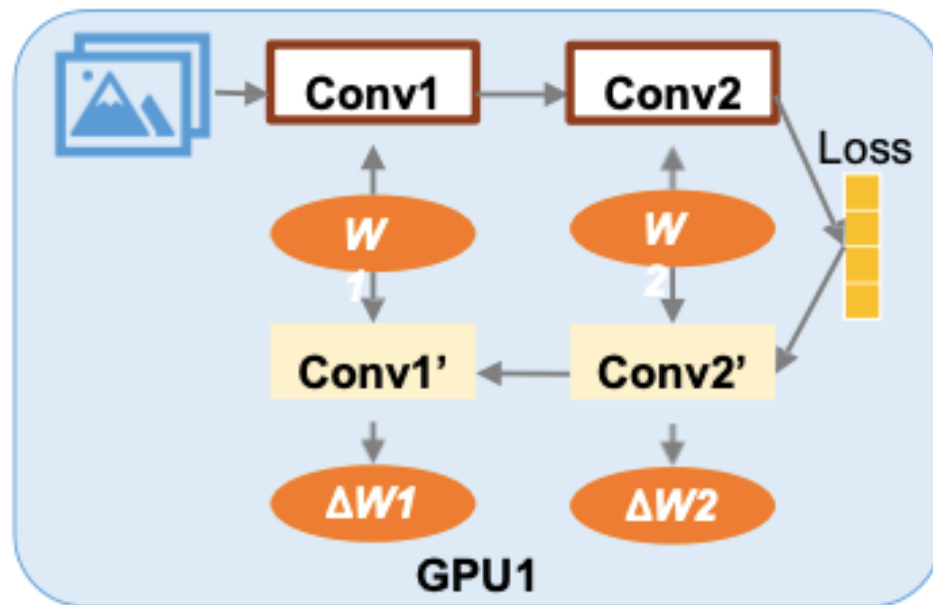 Conv1
Conv2
Loss
W
1
W
2
Conv1’
Conv2’
ΔW1
ΔW2
GPU1